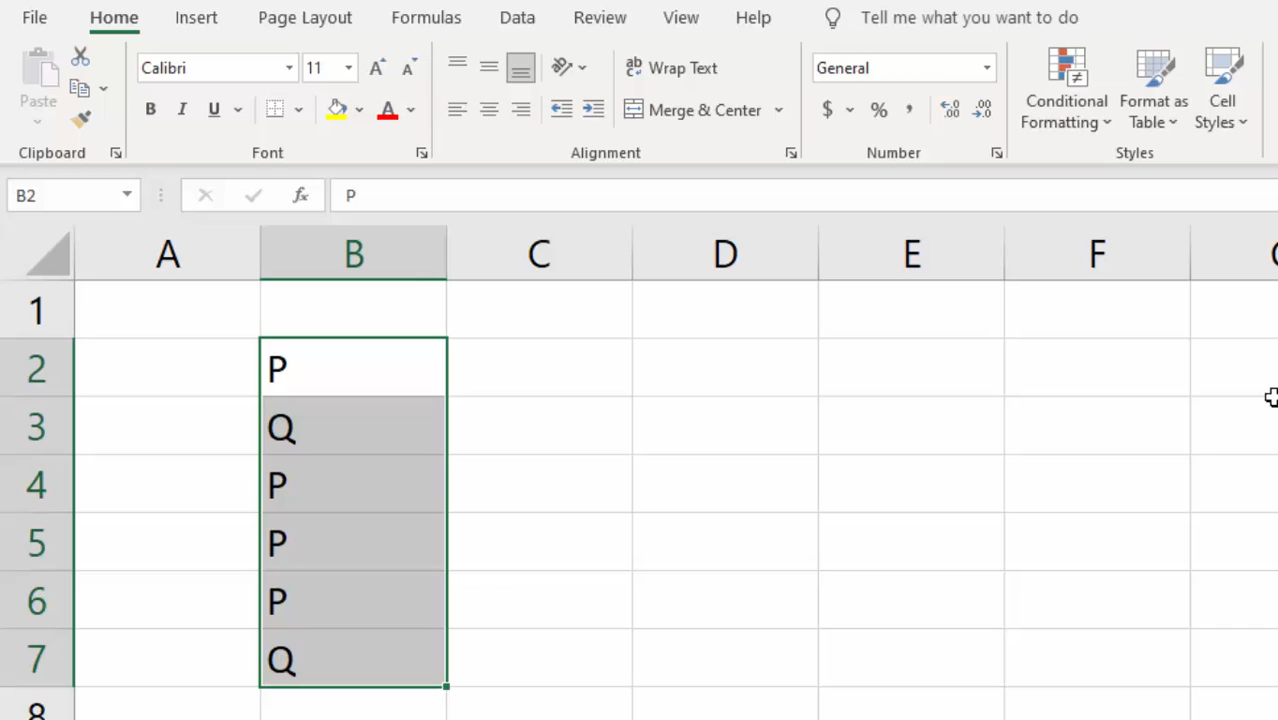 File Home Insert Page Layout Formulas Data Review View Help Tell me what you want to do
Paste
Calibri 11
B I U A
ab Wrap Text
Merge & Center
General
$ % ,
Conditional Formatting
Format as Table
Cell Styles
Clipboard Font Alignment Number Styles
B2 fx P
A B C D E F
1
2 P
3 Q
4 P
5 P
6 P
7 Q
8